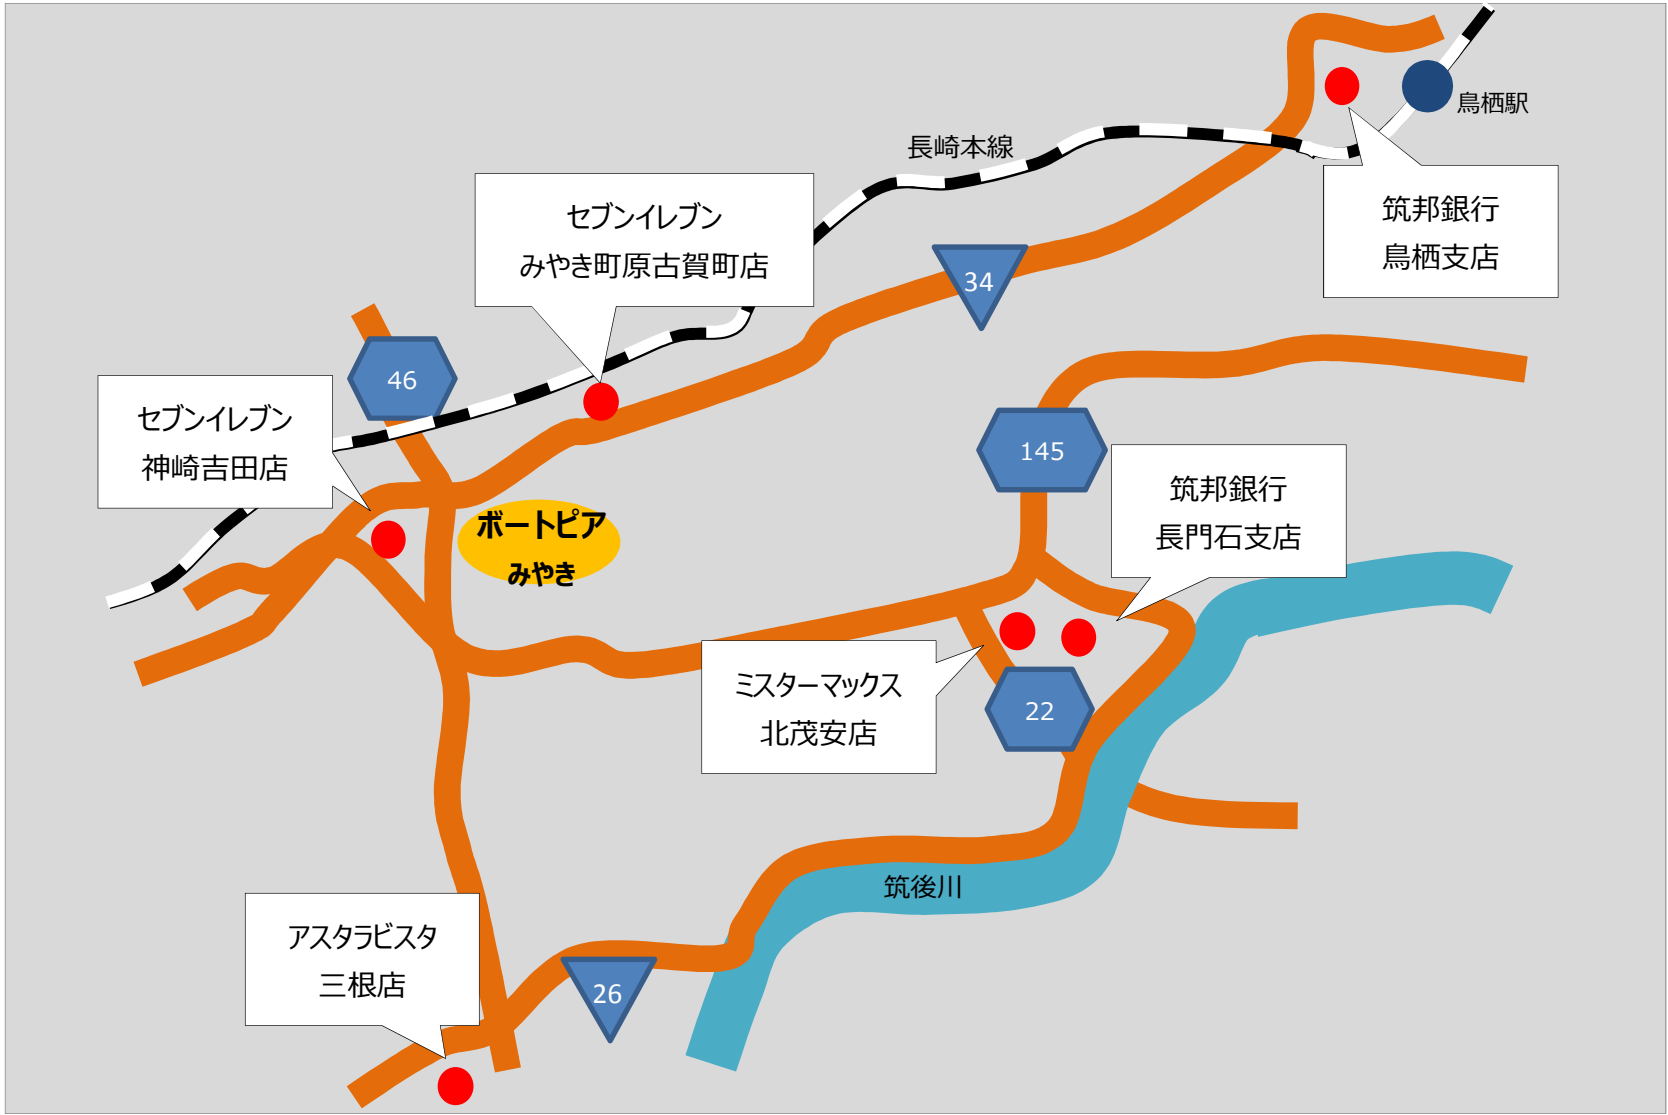 鳥栖駅
長崎本線
筑邦銀行
鳥栖支店
セブンイレブン
みやき町原古賀町店
34
46
セブンイレブン
神崎吉田店
145
筑邦銀行
長門石支店
ボートピア
みやき
ミスターマックス
北茂安店
22
筑後川
アスタラビスタ
三根店
26